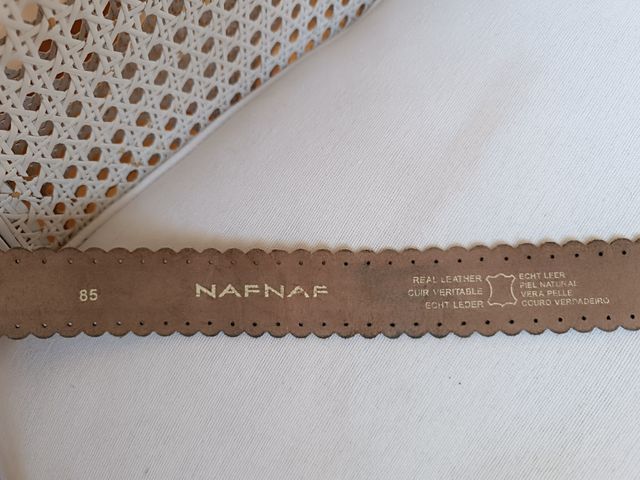 85
NAFNAF
REAL LEATHER
CUIR VERITABLE
ECHT LEDER
ECHT LEER
PIEL NATURAL
VERA PELLE
COURO VERDADEIRO